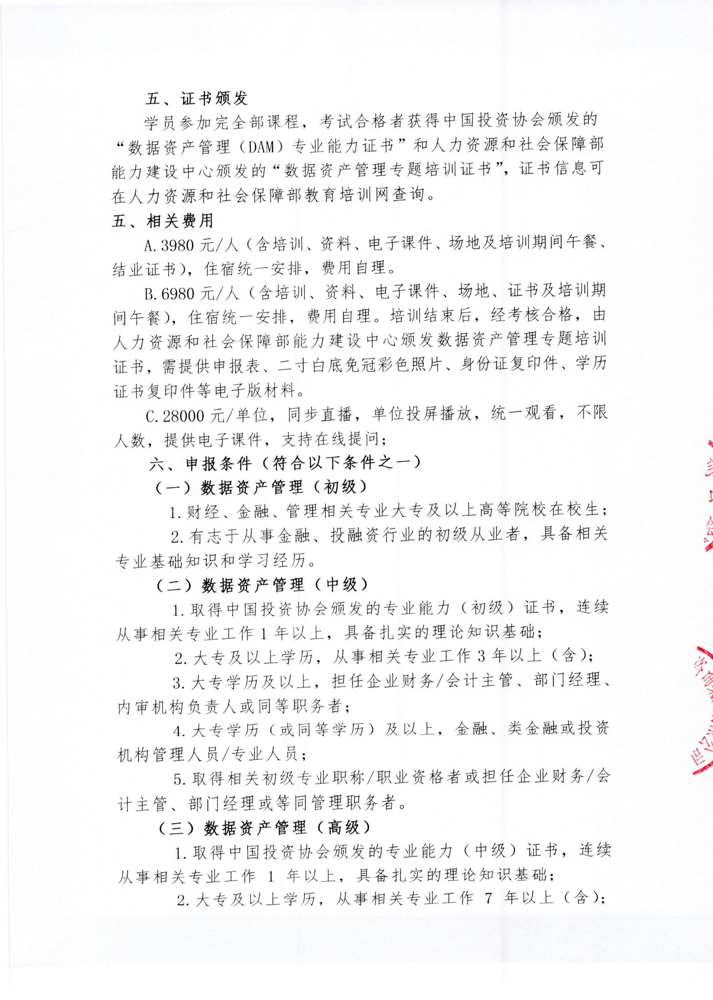 五、证书颁发
学员参加完全部课程，考试合格者获得中国投资协会颁发的
“数据资产管理（DAM）专业能力证书”和人力资源和社会保障部
能力建设中心颁发的“数据资产管理专题培训证书”，证书信息可
在人力资源和社会保障部教育培训网查询。
五、相关费用
A.3980 元/人（含培训、资料、电子课件、场地及培训期间午餐、
结业证书），住宿统一安排，费用自理。
B.6980 元/人（含培训、资料、电子课件、场地、证书及培训期
间午餐），住宿统一安排，费用自理。培训结束后，经考核合格，由
人力资源和社会保障部能力建设中心颁发数据资产管理专题培训
证书，需提供申报表、二寸白底免冠彩色照片、身份证复印件、学历
证书复印件等电子版材料。
C.28000 元/单位，同步直播，单位投屏播放，统一观看，不限
人数，提供电子课件，支持在线提问；
六、申报条件（符合以下条件之一）
（一）数据资产管理（初级）
1.财经、金融、管理相关专业大专及以上高等院校在校生；
2.有志于从事金融、投融资行业的初级从业者，具备相关
专业基础知识和学习经历。
（二）数据资产管理（中级）
1.取得中国投资协会颁发的专业能力（初级）证书，连续
从事相关专业工作 1 年以上，具备扎实的理论知识基础；
2.大专及以上学历，从事相关专业工作 3 年以上（含）；
3.大专学历及以上，担任企业财务/会计主管、部门经理、
内审机构负责人或同等职务者；
4.大专学历（或同等学历）及以上，金融、类金融或投资
机构管理人员/专业人员；
5.取得相关初级专业职称/职业资格者或担任企业财务/会
计主管、部门经理或等同管理职务者。
（三）数据资产管理（高级）
1.取得中国投资协会颁发的专业能力（中级）证书，连续
从事相关专业工作 1 年以上，具备扎实的理论知识基础；
2.大专及以上学历，从事相关专业工作 7 年以上（含）；